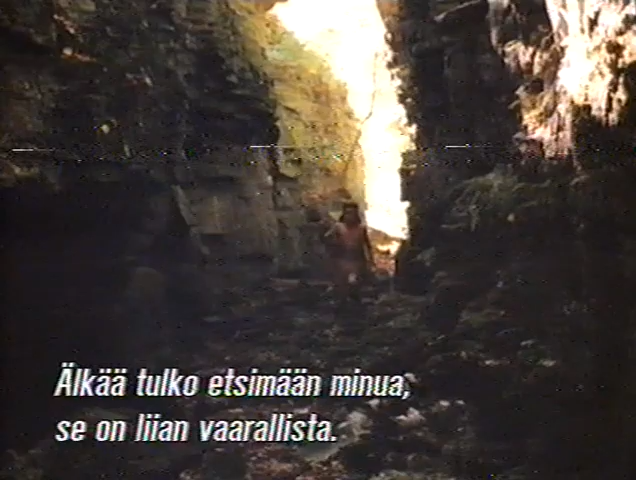 Älkää tulko etsimään minua,
se on liian vaarallista.